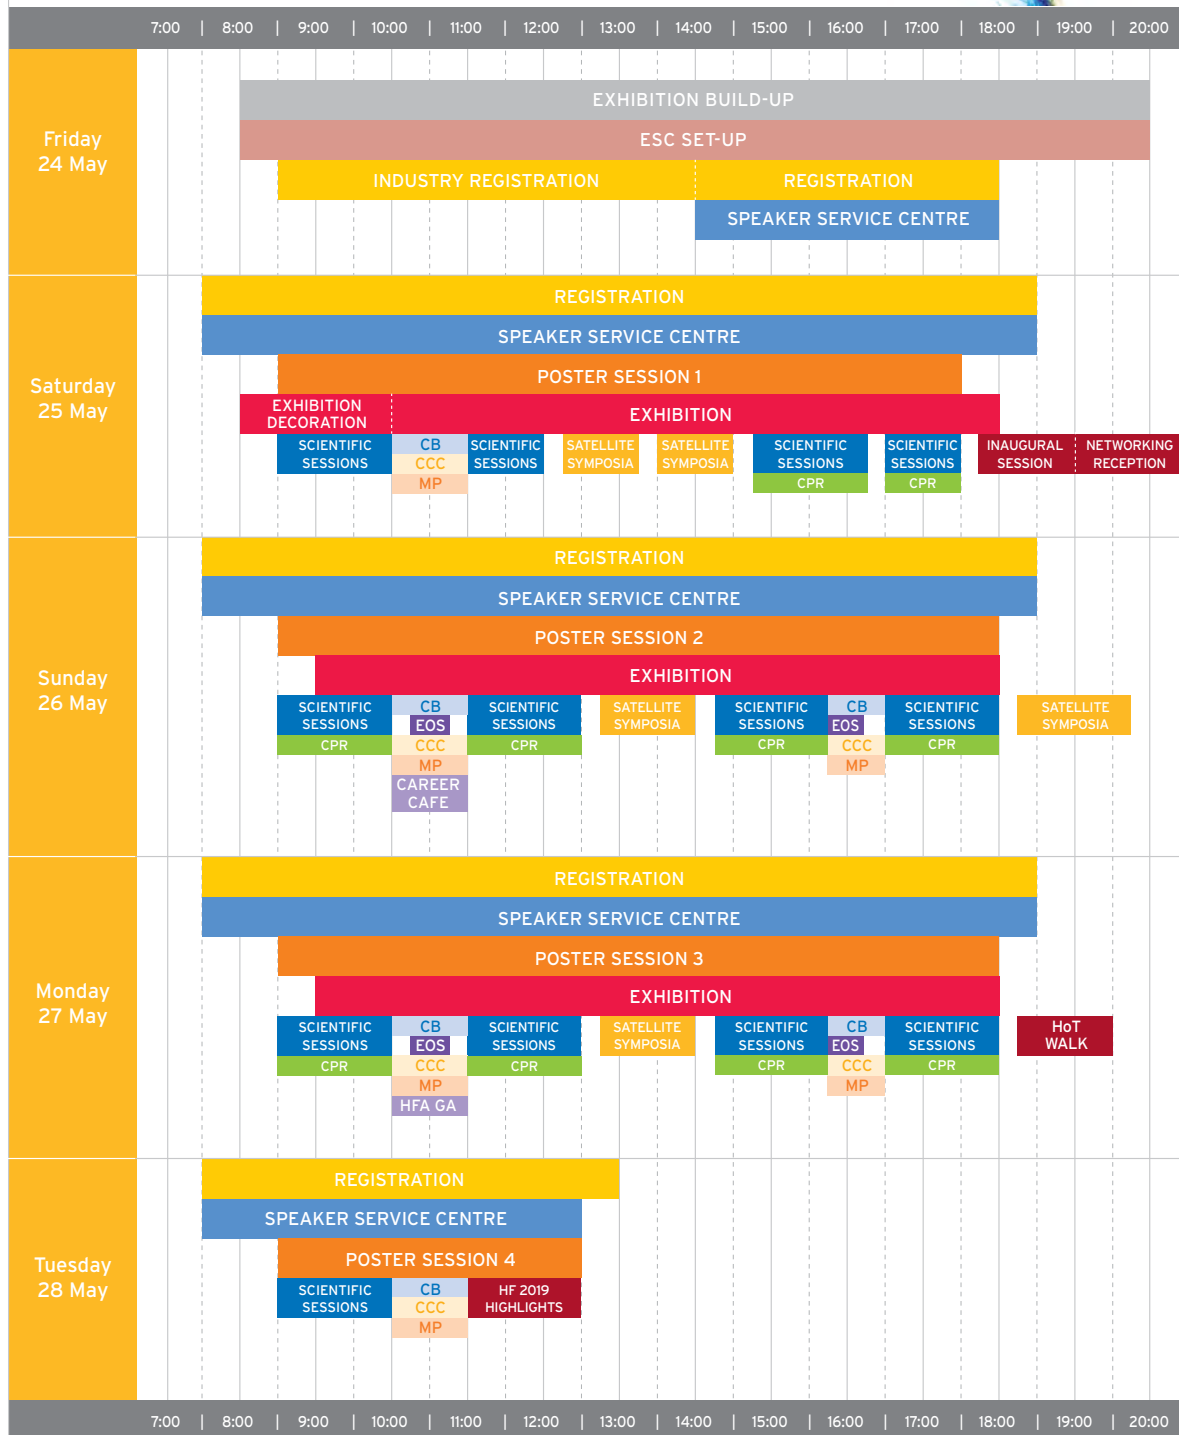 7:00 | 8:00 | 9:00 | 10:00 | 11:00 | 12:00 | 13:00 | 14:00 | 15:00 | 16:00 | 17:00 | 18:00 | 19:00 | 20:00
Friday
24 May
EXHIBITION BUILD-UP
ESC SET-UP
INDUSTRY REGISTRATION
REGISTRATION
SPEAKER SERVICE CENTRE
Saturday
25 May
REGISTRATION
SPEAKER SERVICE CENTRE
POSTER SESSION 1
EXHIBITION
DECORATION
EXHIBITION
SCIENTIFIC
SESSIONS
CB
CCC
MP
SCIENTIFIC
SESSIONS
SATELLITE
SYMPOSIA
SATELLITE
SYMPOSIA
SCIENTIFIC
SESSIONS
CPR
SCIENTIFIC
SESSIONS
CPR
INAUGURAL
SESSION
NETWORKING
RECEPTION
Sunday
26 May
REGISTRATION
SPEAKER SERVICE CENTRE
POSTER SESSION 2
EXHIBITION
SCIENTIFIC
SESSIONS
CPR
CB
EOS
CCC
MP
CAREER
CAFE
SCIENTIFIC
SESSIONS
CPR
SATELLITE
SYMPOSIA
SCIENTIFIC
SESSIONS
CPR
CB
EOS
CCC
MP
SCIENTIFIC
SESSIONS
CPR
SATELLITE
SYMPOSIA
Monday
27 May
REGISTRATION
SPEAKER SERVICE CENTRE
POSTER SESSION 3
EXHIBITION
SCIENTIFIC
SESSIONS
CPR
CB
EOS
CCC
MP
HFA GA
SCIENTIFIC
SESSIONS
CPR
SATELLITE
SYMPOSIA
SCIENTIFIC
SESSIONS
CPR
CB
EOS
CCC
MP
SCIENTIFIC
SESSIONS
CPR
HoT
WALK
Tuesday
28 May
REGISTRATION
SPEAKER SERVICE CENTRE
POSTER SESSION 4
SCIENTIFIC
SESSIONS
CB
CCC
MP
HF 2019
HIGHLIGHTS
7:00 | 8:00 | 9:00 | 10:00 | 11:00 | 12:00 | 13:00 | 14:00 | 15:00 | 16:00 | 17:00 | 18:00 | 19:00 | 20:00